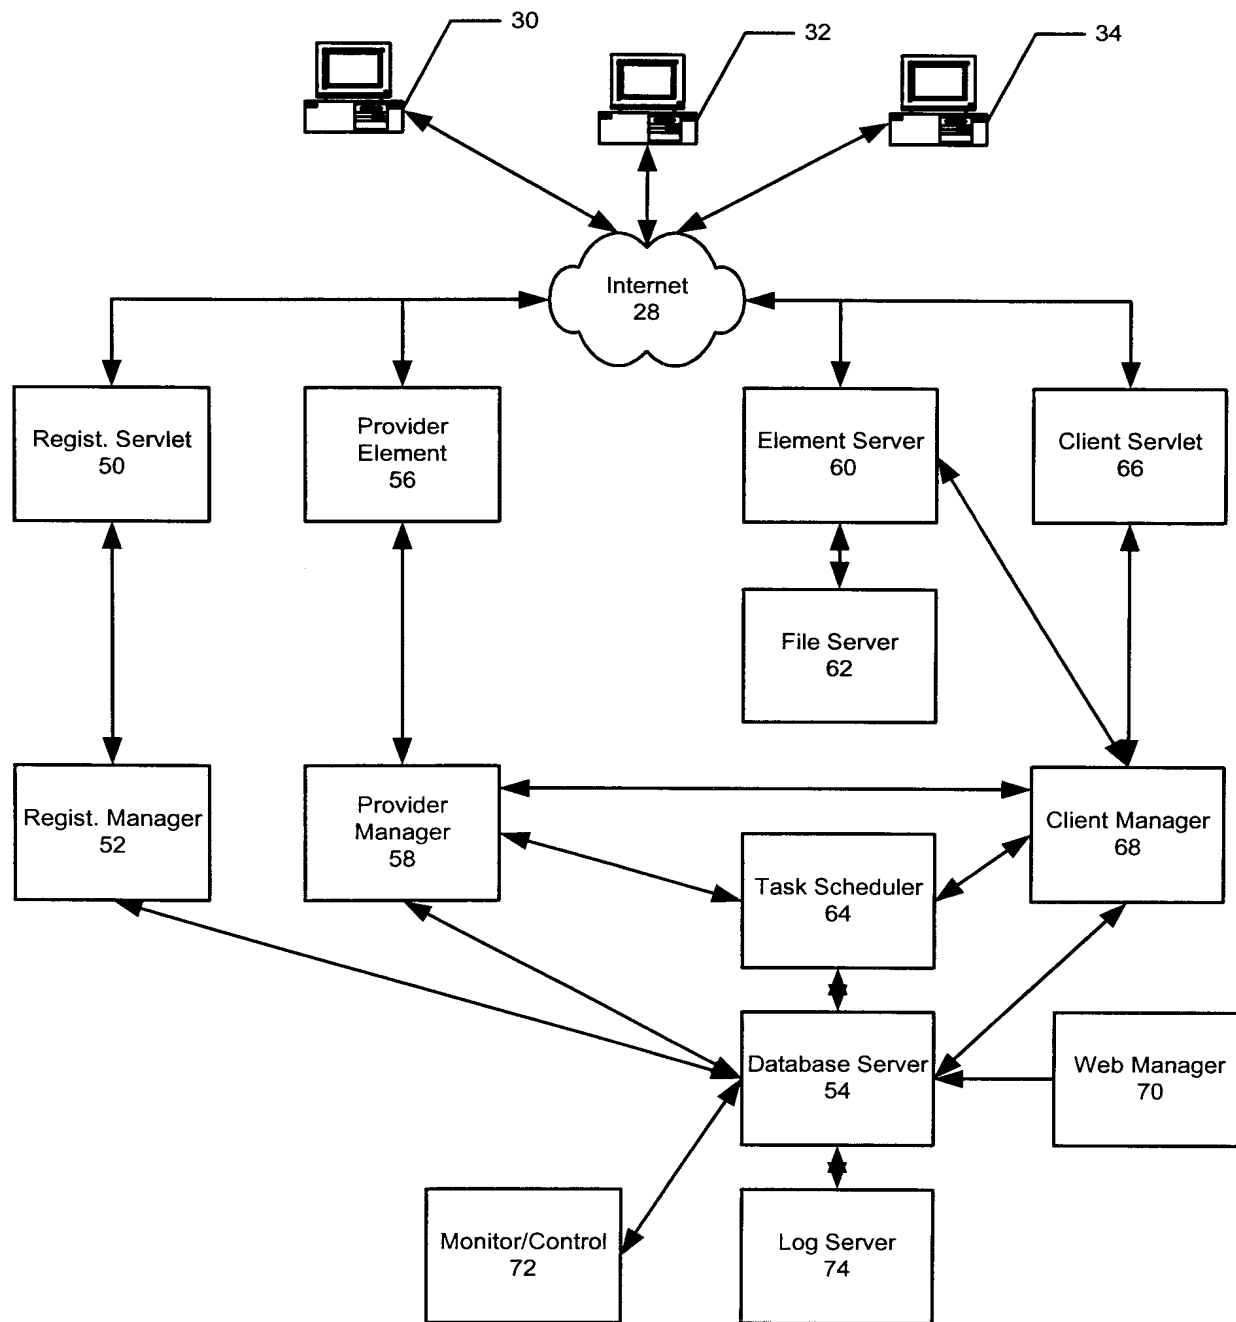 30
32
34
Internet
28
Regist. Servlet
50
Provider
Element
56
Element Server
60
Client Servlet
66
File Server
62
Regist. Manager
52
Provider
Manager
58
Client Manager
68
Task Scheduler
64
Database Server
54
Web Manager
70
Monitor/Control
72
Log Server
74